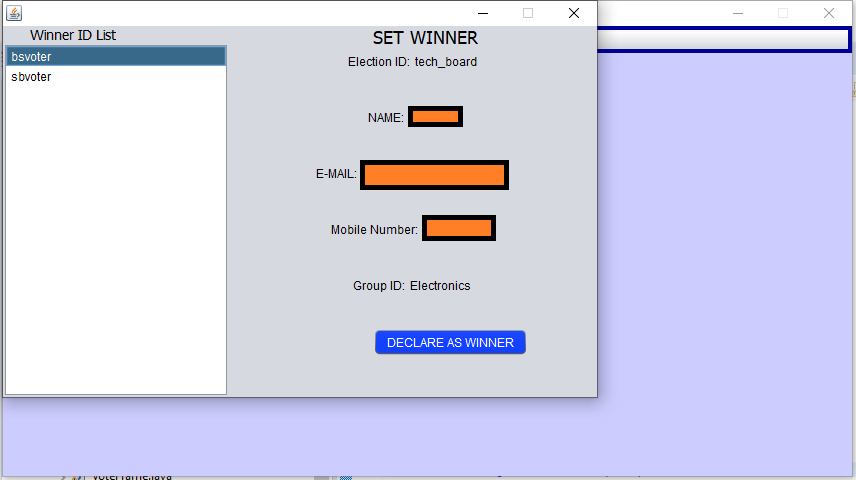 Winner ID List
bsvoter
sbvoter
SET WINNER
Election ID: tech_board
NAME:
E-MAIL:
Mobile Number:
Group ID: Electronics
DECLARE AS WINNER